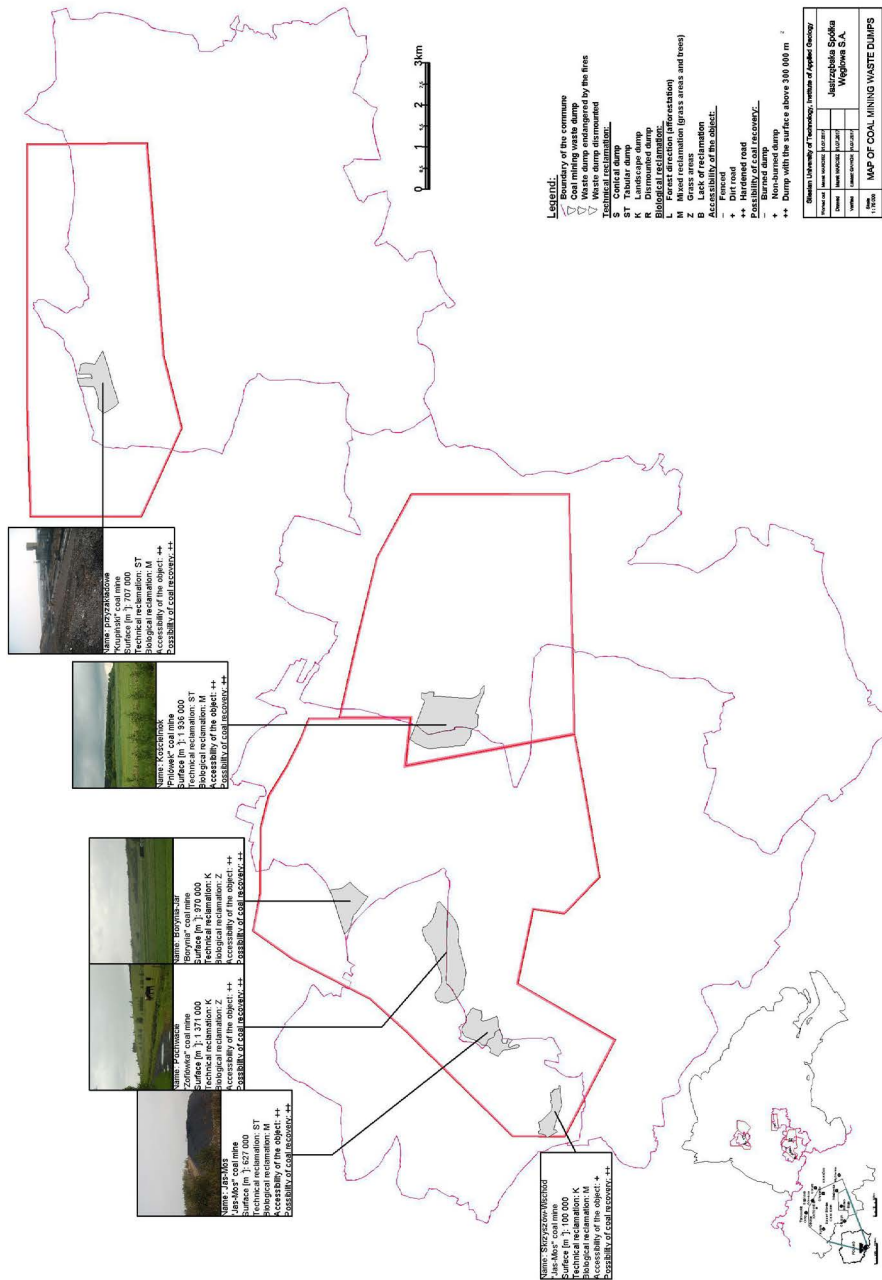 Name: przyzakładowa
"Krupiński" coal mine
Surface [m²]: 707 000
Technical reclamation: ST
Biological reclamation: M
Accessibility of the object: ++
Possibility of coal recovery: ++
Name: Kościelniok
"Pniówek" coal mine
Surface [m²]: 1 936 000
Technical reclamation: ST
Biological reclamation: M
Accessibility of the object: ++
Possibility of coal recovery: ++
Name: Borynia-Jar
"Borynia" coal mine
Surface [m²]: 970 000
Technical reclamation: K
Biological reclamation: Z
Accessibility of the object: ++
Possibility of coal recovery: ++
Name: Pochwacie
"Zofiówka" coal mine
Surface [m²]: 1 371 000
Technical reclamation: K
Biological reclamation: Z
Accessibility of the object: ++
Possibility of coal recovery: ++
Name: Jas-Mos
"Jas-Mos" coal mine
Surface [m²]: 627 000
Technical reclamation: ST
Biological reclamation: M
Accessibility of the object: ++
Possibility of coal recovery: ++
Name: Skrzyszów-Wschód
"Jas-Mos" coal mine
Surface [m²]: 100 000
Technical reclamation: K
Biological reclamation: M
Accessibility of the object: +
Possibility of coal recovery: ++
0 0,5 1 2 3km
Legend:
Boundary of the commune
Coal mining waste dump
Waste dump endangered by the fires
Waste dump dismounted
Technical reclamation:
S Conical dump
ST Tabular dump
K Landscape dump
R Dismounted dump
Biological reclamation:
L Forest direction (afforestation)
M Mixed reclamation (grass areas and trees)
Z Grass areas
B Lack of reclamation
Accessibility of the object:
− Fenced
+ Dirt road
++ Hardened road
Possibility of coal recovery:
− Burned dump
+ Non-burned dump
++ Dump with the surface above 300 000 m²
Silesian University of Technology, Institute of Applied Geology
Jastrzębska Spółka
Węglowa S.A.
Scale
1:75 000
MAP OF COAL MINING WASTE DUMPS